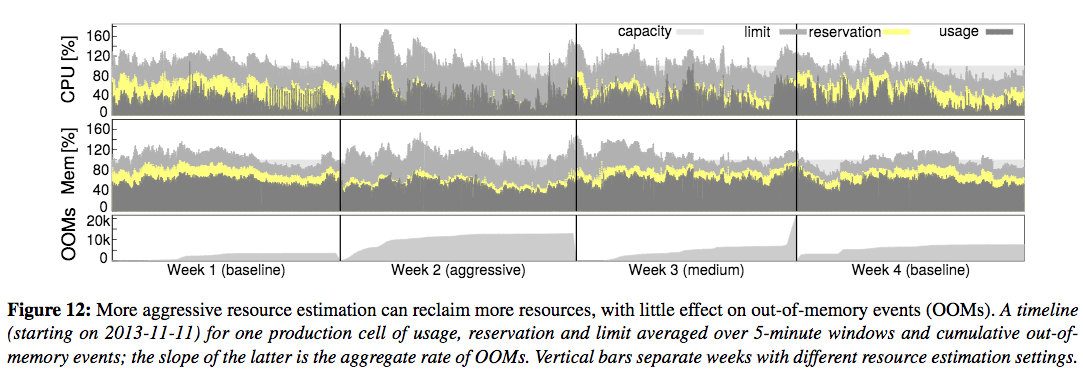 capacity limit reservation usage
CPU [%]
160
120
80
40
0
Mem [%]
160
120
80
40
0
OOMs
20k
10k
0
Week 1 (baseline) Week 2 (aggressive) Week 3 (medium) Week 4 (baseline)
Figure 12: More aggressive resource estimation can reclaim more resources, with little effect on out-of-memory events (OOMs). A timeline
(starting on 2013-11-11) for one production cell of usage, reservation and limit averaged over 5-minute windows and cumulative out-of-
memory events; the slope of the latter is the aggregate rate of OOMs. Vertical bars separate weeks with different resource estimation settings.